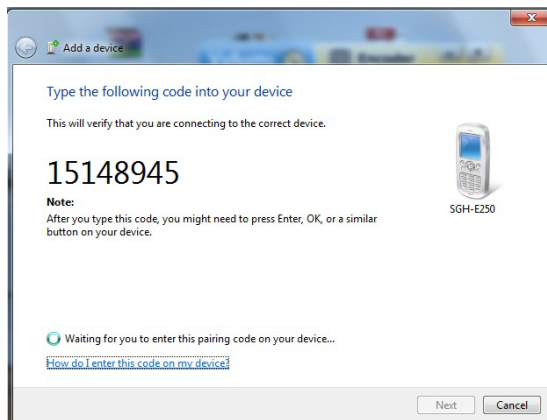 Add a device
Type the following code into your device
This will verify that you are connecting to the correct device.
15148945
Note:
After you type this code, you might need to press Enter, OK, or a similar
button on your device.
SGH-E250
Waiting for you to enter this pairing code on your device...
How do I enter this code on my device?
Next
Cancel